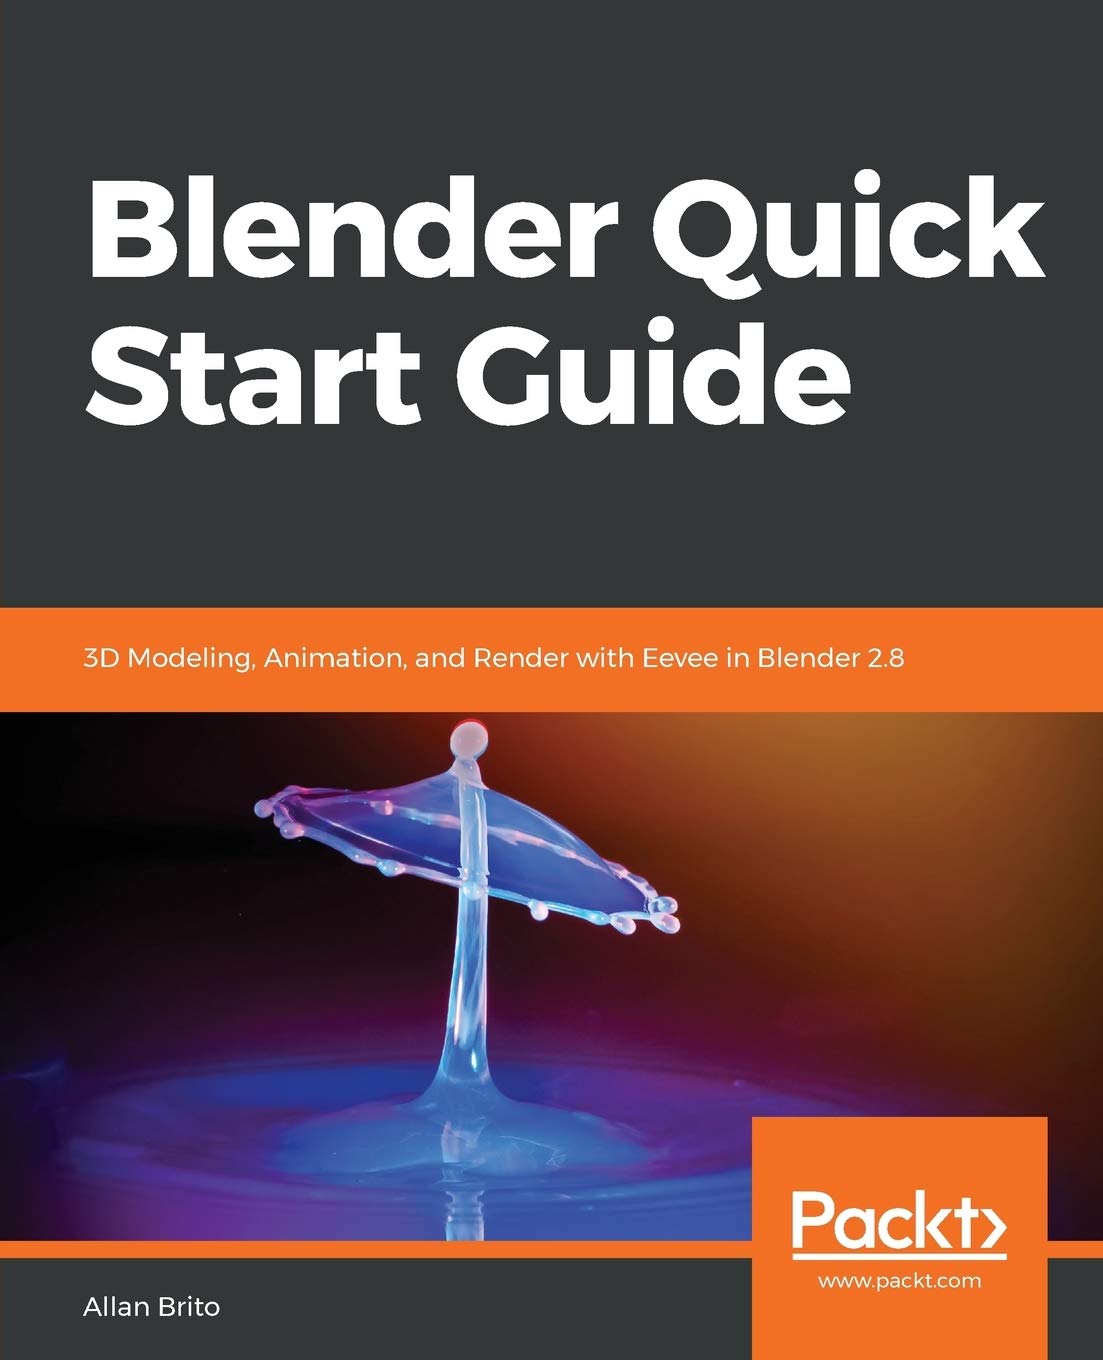 Blender Quick
Start Guide
3D Modeling, Animation, and Render with Eevee in Blender 2.8
Packt>
www.packt.com
Allan Brito